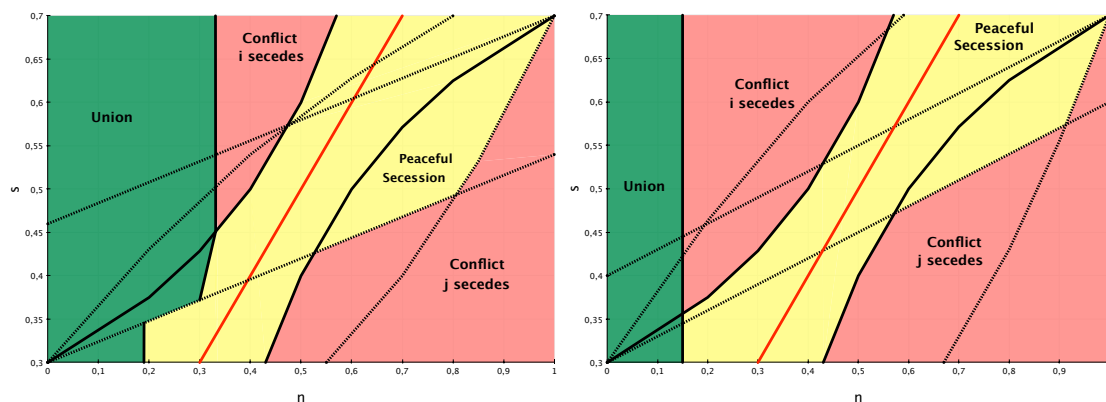 0,7
0,65
0,6
0,55
s
0,5
0,45
0,4
0,35
0,3
0
0,1
0,2
0,3
0,4
0,5
0,6
0,7
0,8
0,9
1
n
Union
Conflict
i secedes
Peaceful
Secession
Conflict
j secedes
0,7
0,65
0,6
0,55
s
0,5
0,45
0,4
0,35
0,3
0
0,1
0,2
0,3
0,4
0,5
0,6
0,7
0,8
0,9
n
Union
Conflict
i secedes
Peaceful
Secession
Conflict
j secedes